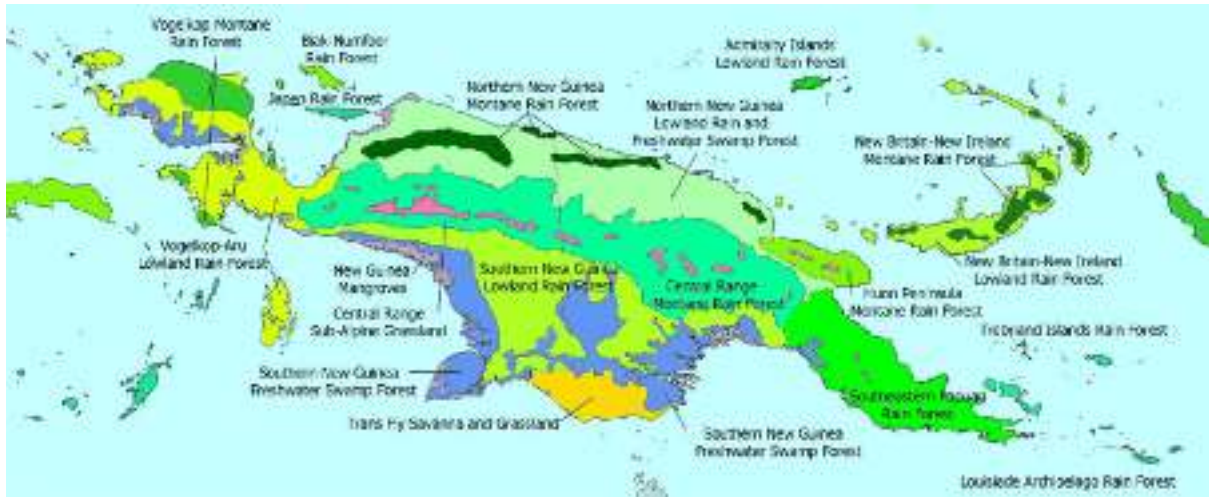 Vogelkop Montane
Rain Forest
Biak-Numfoor
Rain Forest
Japen Rain Forest
Northern New Guinea
Montane Rain Forest
Admiralty Islands
Lowland Rain Forest
Northern New Guinea
Lowland Rain and
Freshwater Swamp Forest
New Britain-New Ireland
Montane Rain Forest
Vogelkop-Aru
Lowland Rain Forest
New Guinea
Mangroves
Southern New Guinea
Lowland Rain Forest
Central Range
Montane Rain Forest
New Britain-New Ireland
Lowland Rain Forest
Huon Peninsula
Montane Rain Forest
Central Range
Sub-Alpine Grassland
Trobriand Islands Rain Forest
Southern New Guinea
Freshwater Swamp Forest
Trans Fly Savanna and Grassland
Southeastern Papuan
Rain Forest
Southern New Guinea
Freshwater Swamp Forest
Louisiade Archipelago Rain Forest